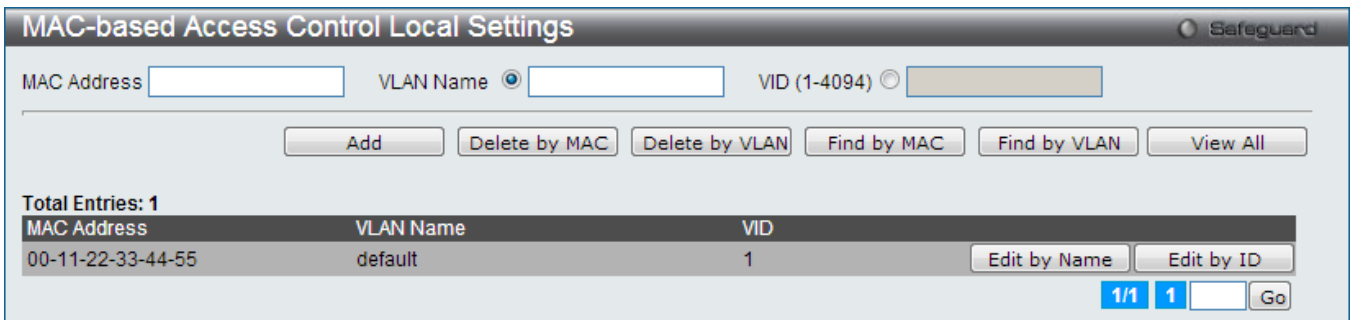 MAC-based Access Control Local Settings Safeguard
MAC Address VLAN Name VID (1-4094)
Add Delete by MAC Delete by VLAN Find by MAC Find by VLAN View All
Total Entries: 1
MAC Address VLAN Name VID
00-11-22-33-44-55 default 1 Edit by Name Edit by ID
1/1 1 Go